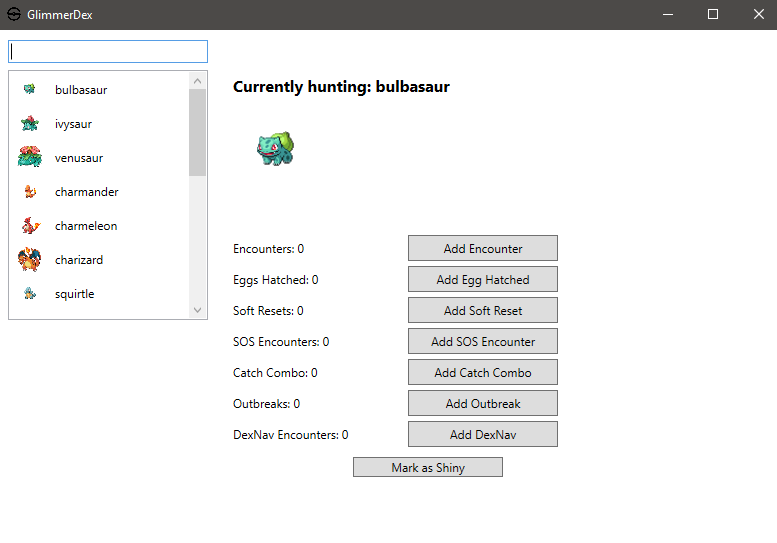 GlimmerDex
bulbasaur
ivysaur
venusaur
charmander
charmeleon
charizard
squirtle
Currently hunting: bulbasaur
Encounters: 0 Add Encounter
Eggs Hatched: 0 Add Egg Hatched
Soft Resets: 0 Add Soft Reset
SOS Encounters: 0 Add SOS Encounter
Catch Combo: 0 Add Catch Combo
Outbreaks: 0 Add Outbreak
DexNav Encounters: 0 Add DexNav
Mark as Shiny